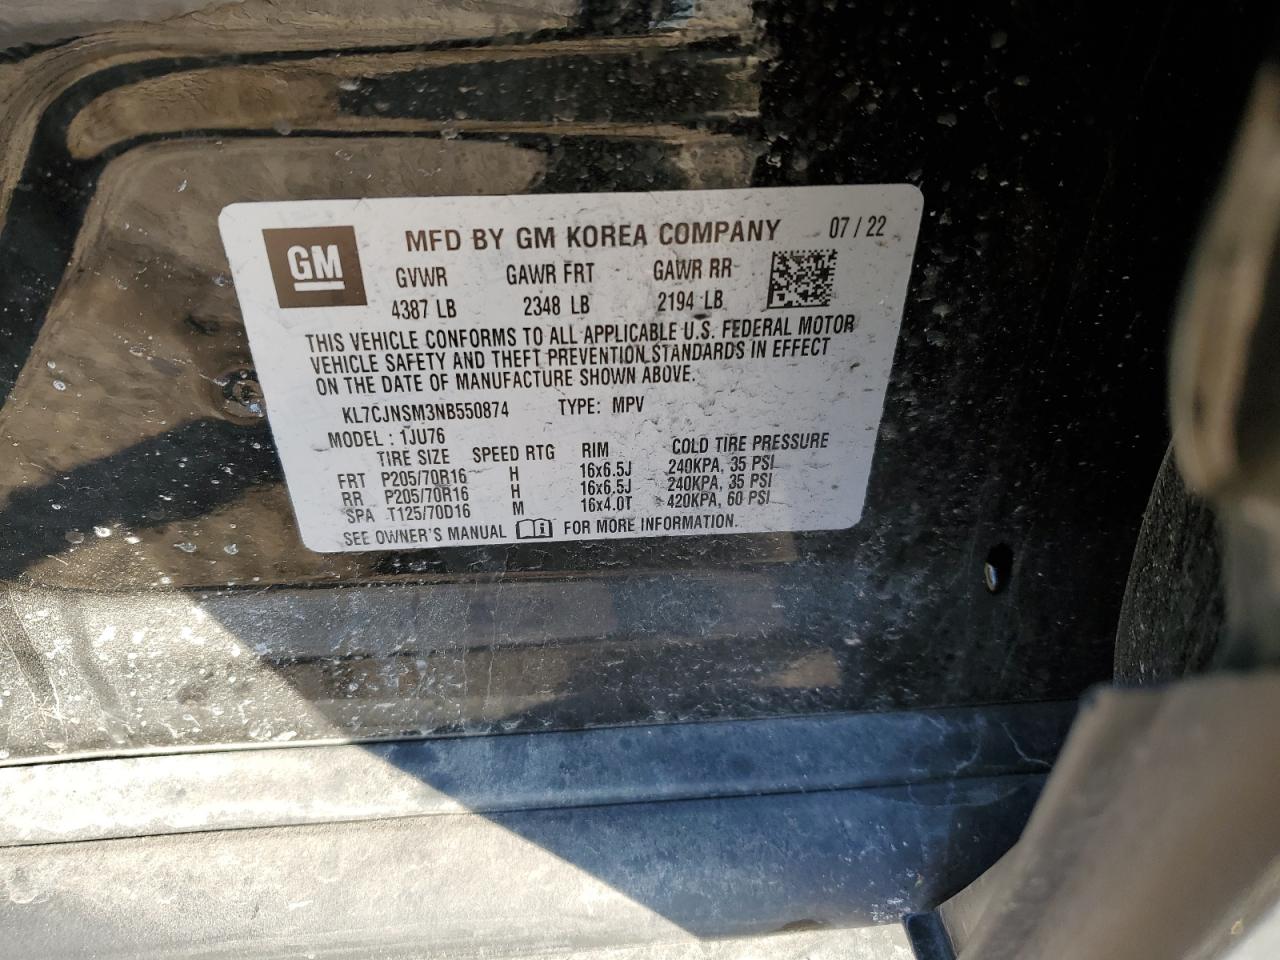 GM MFD BY GM KOREA COMPANY 07 / 22
GVWR GAWR FRT GAWR RR
4387 LB 2348 LB 2194 LB
THIS VEHICLE CONFORMS TO ALL APPLICABLE U.S. FEDERAL MOTOR
VEHICLE SAFETY AND THEFT PREVENTION STANDARDS IN EFFECT
ON THE DATE OF MANUFACTURE SHOWN ABOVE.
KL7CJNSM3NB550874 TYPE: MPV
MODEL : 1JU76
TIRE SIZE SPEED RTG RIM COLD TIRE PRESSURE
FRT P205/70R16 H 16x6.5J 240KPA, 35 PSI
RR P205/70R16 H 16x6.5J 240KPA, 35 PSI
SPA T125/70D16 M 16x4.0T 420KPA, 60 PSI
SEE OWNER'S MANUAL i FOR MORE INFORMATION.